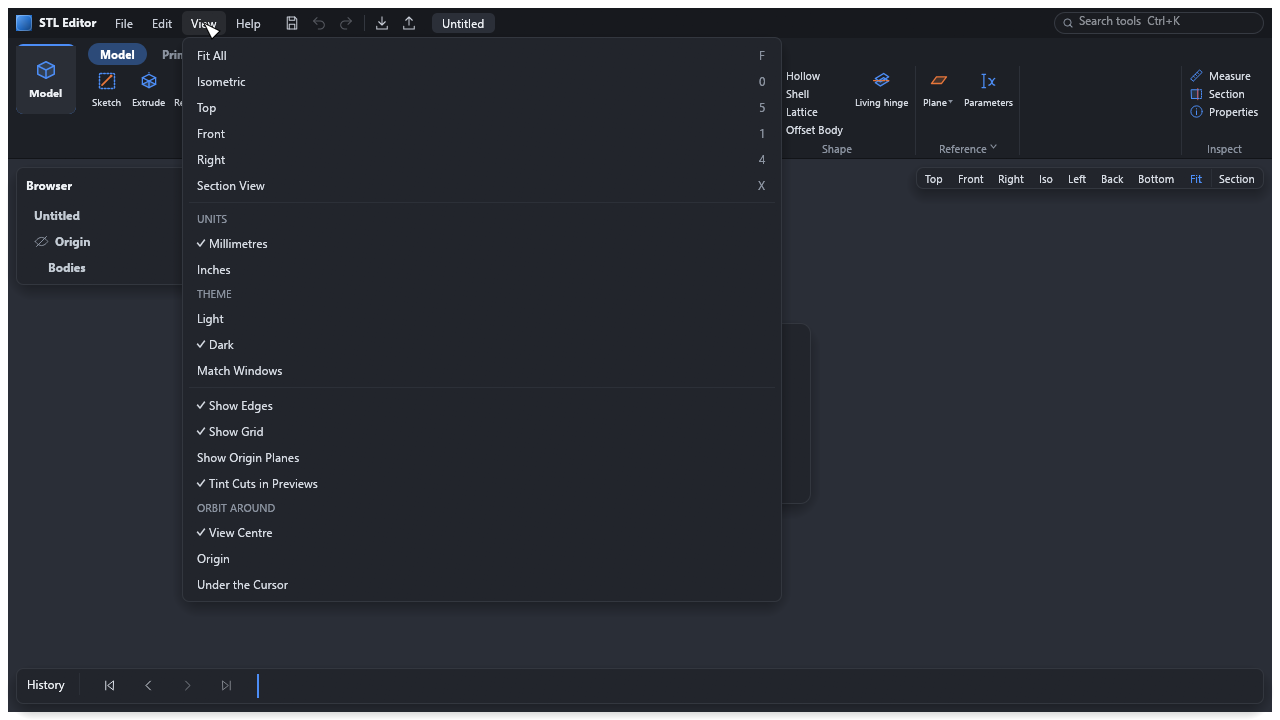 STL Editor File Edit View Help Untitled Search tools Ctrl+K
Model
Model
Sketch Extrude
Fit All F
Isometric 0
Top 5
Front 1
Right 4
Section View X
UNITS
Millimetres
Inches
THEME
Light
Dark
Match Windows
Show Edges
Show Grid
Show Origin Planes
Tint Cuts in Previews
ORBIT AROUND
View Centre
Origin
Under the Cursor
Hollow
Shell
Lattice
Offset Body
Shape
Living hinge
Plane Parameters
Reference
Measure
Section
Properties
Inspect
Browser
Untitled
Origin
Bodies
Top Front Right Iso Left Back Bottom Fit Section
History